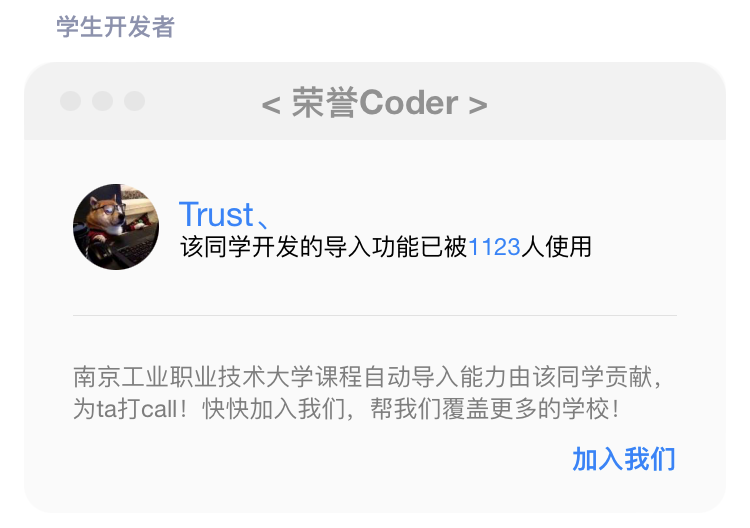 学生开发者
< 荣誉Coder >
Trust、
该同学开发的导入功能已被1123人使用
南京工业职业技术大学课程自动导入能力由该同学贡献，
为ta打call！快快加入我们，帮我们覆盖更多的学校！
加入我们